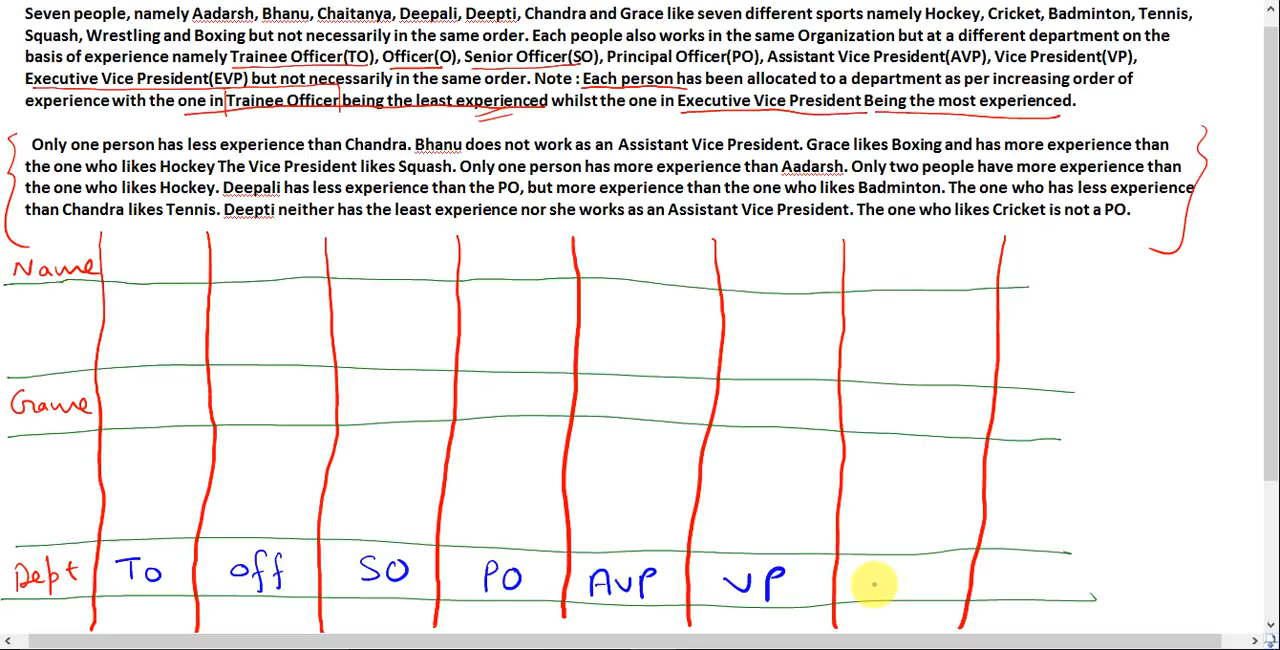 Seven people, namely Aadarsh, Bhanu, Chaitanya, Deepali, Deepti, Chandra and Grace like seven different sports namely Hockey, Cricket, Badminton, Tennis,
Squash, Wrestling and Boxing but not necessarily in the same order. Each people also works in the same Organization but at a different department on the
basis of experience namely Trainee Officer(TO), Officer(O), Senior Officer(SO), Principal Officer(PO), Assistant Vice President(AVP), Vice President(VP),
Executive Vice President(EVP) but not necessarily in the same order. Note : Each person has been allocated to a department as per increasing order of
experience with the one in Trainee Officer being the least experienced whilst the one in Executive Vice President Being the most experienced.
Only one person has less experience than Chandra. Bhanu does not work as an Assistant Vice President. Grace likes Boxing and has more experience than
the one who likes Hockey The Vice President likes Squash. Only one person has more experience than Aadarsh. Only two people have more experience than
the one who likes Hockey. Deepali has less experience than the PO, but more experience than the one who likes Badminton. The one who has less experience
than Chandra likes Tennis. Deepti neither has the least experience nor she works as an Assistant Vice President. The one who likes Cricket is not a PO.
Name
Game
Dept TO Off SO PO AVP VP